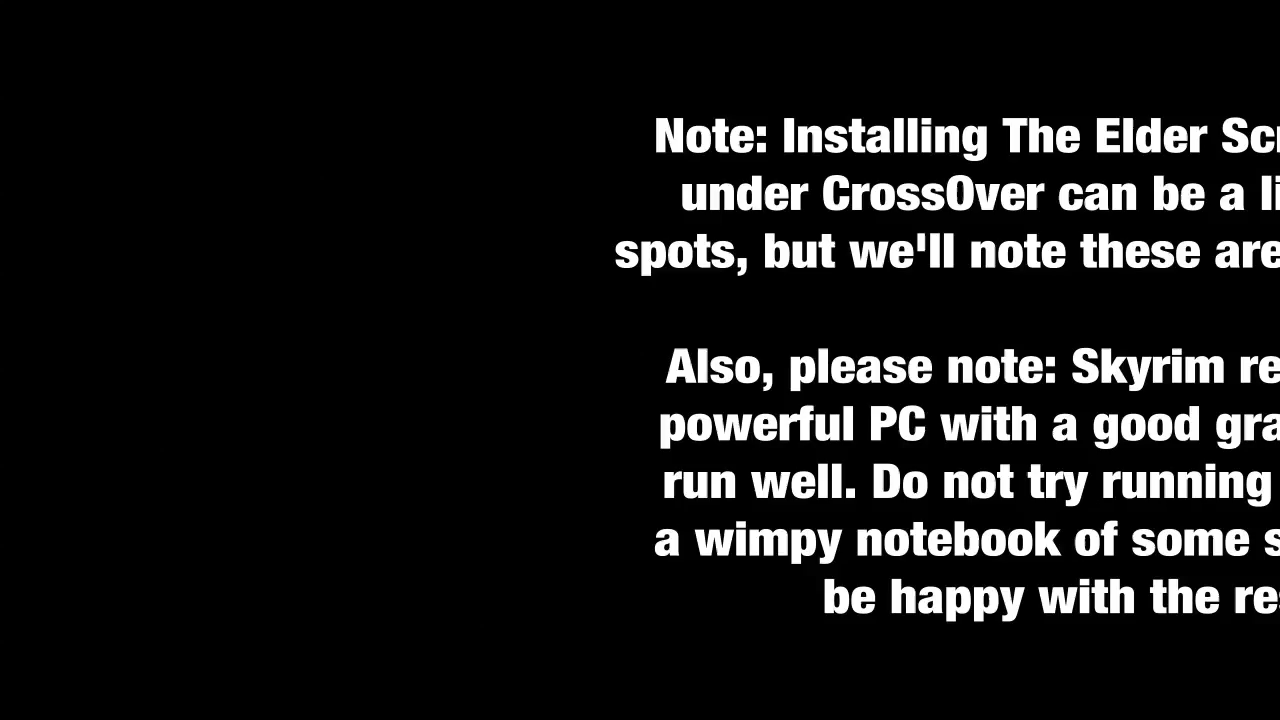 Note: Installing The Elder Scr
under CrossOver can be a li
spots, but we'll note these are
Also, please note: Skyrim re
powerful PC with a good gra
run well. Do not try running
a wimpy notebook of some s
be happy with the res